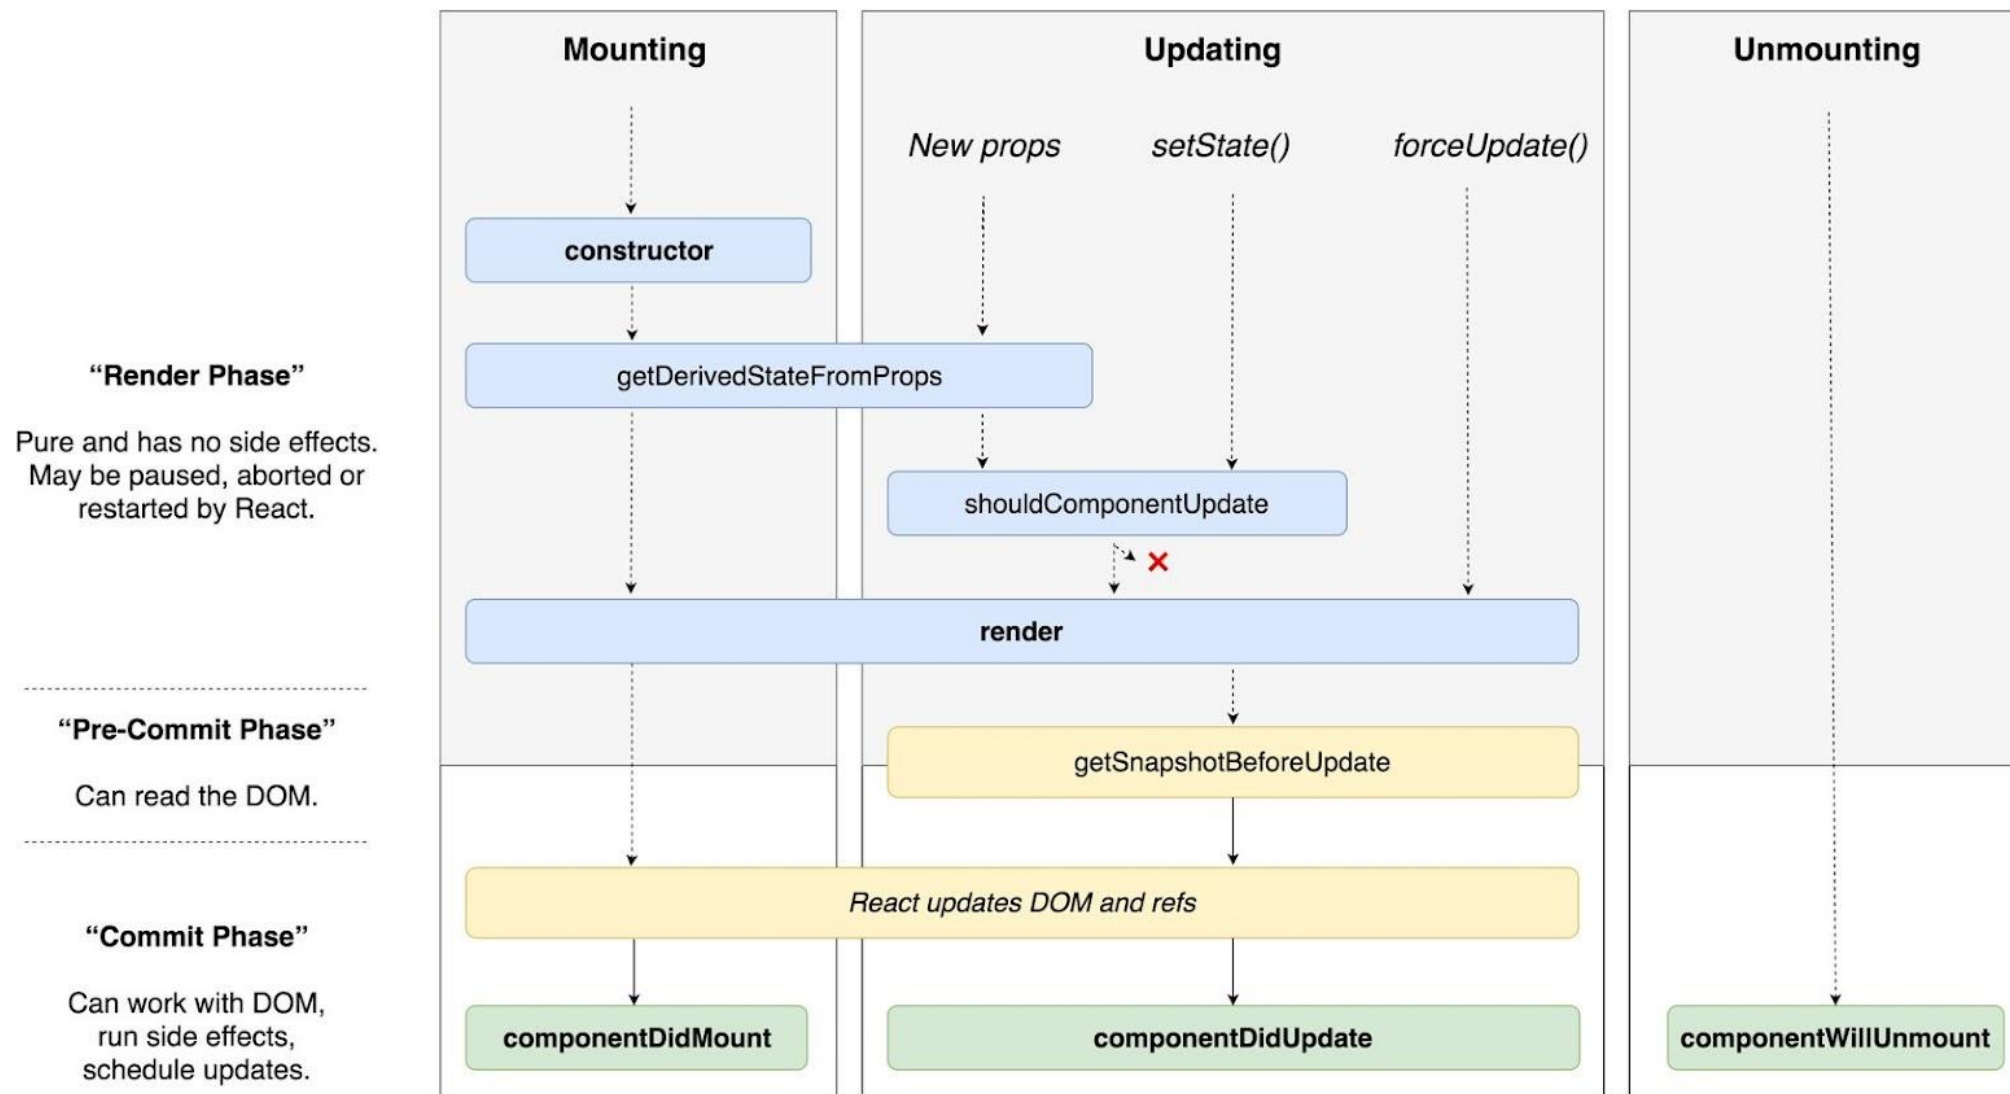 Mounting
Updating
Unmounting
New props
setState()
forceUpdate()
constructor
“Render Phase”
getDerivedStateFromProps
Pure and has no side effects.
May be paused, aborted or
restarted by React.
shouldComponentUpdate
render
“Pre-Commit Phase”
getSnapshotBeforeUpdate
Can read the DOM.
React updates DOM and refs
“Commit Phase”
Can work with DOM,
run side effects,
schedule updates.
componentDidMount
componentDidUpdate
componentWillUnmount